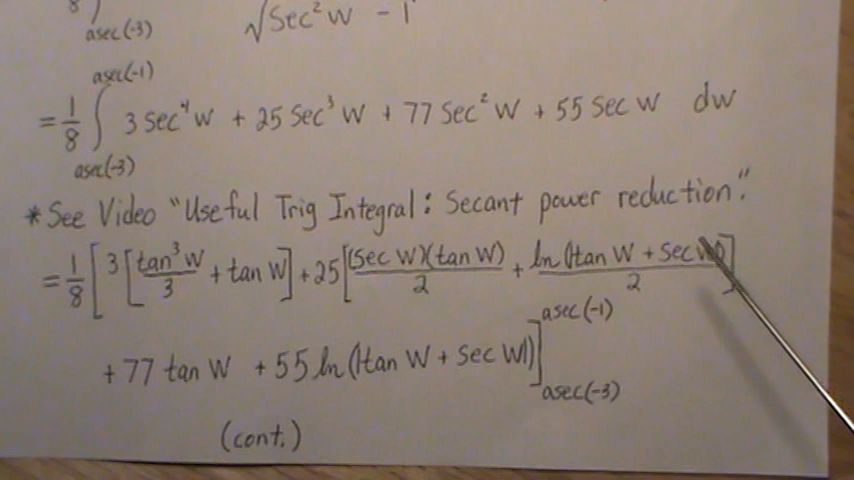 8 ∫ asec(-3) √Sec² W - 1
= 1/8 ∫ asec(-3) asec(-1) 3 Sec⁴ W + 25 Sec³ W + 77 Sec² W + 55 Sec W dw
*See Video "Useful Trig Integral: Secant power reduction".
= 1/8 [ 3 [ tan³ W / 3 + tan W ] + 25 [ (Sec W)(tan W) / 2 + ln (|tan W + Sec W|) / 2 ]
+ 77 tan W + 55 ln (|tan W + Sec W|) ] asec(-1) asec(-3)
(cont.)